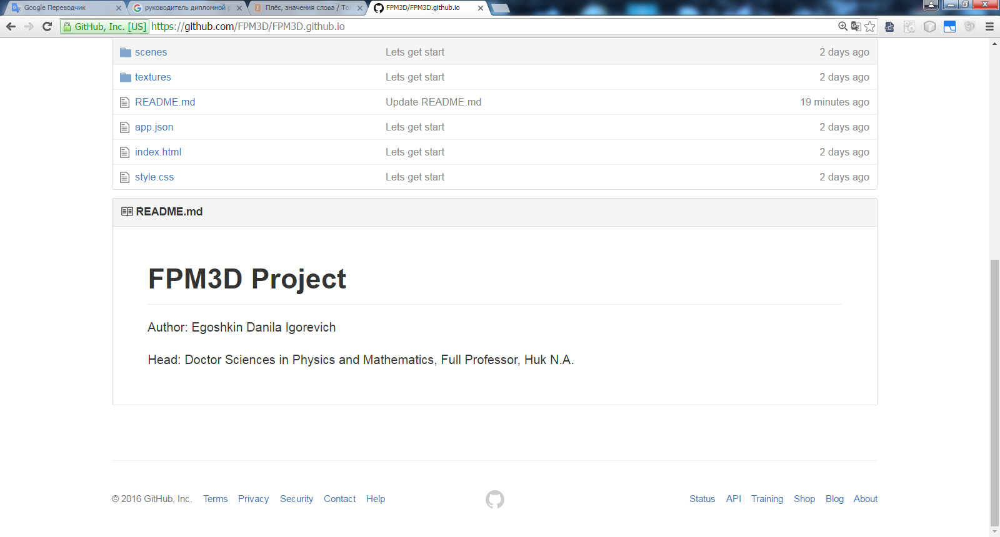 Google Переводчик
руководитель дипломной р
Плёс, значения слова / Тол
FPM3D/FPM3D.github.io
GitHub, Inc. [US] https://github.com/FPM3D/FPM3D.github.io
scenes Lets get start 2 days ago
textures Lets get start 2 days ago
README.md Update README.md 19 minutes ago
app.json Lets get start 2 days ago
index.html Lets get start 2 days ago
style.css Lets get start 2 days ago
README.md
FPM3D Project
Author: Egoshkin Danila Igorevich
Head: Doctor Sciences in Physics and Mathematics, Full Professor, Huk N.A.
© 2016 GitHub, Inc. Terms Privacy Security Contact Help Status API Training Shop Blog About